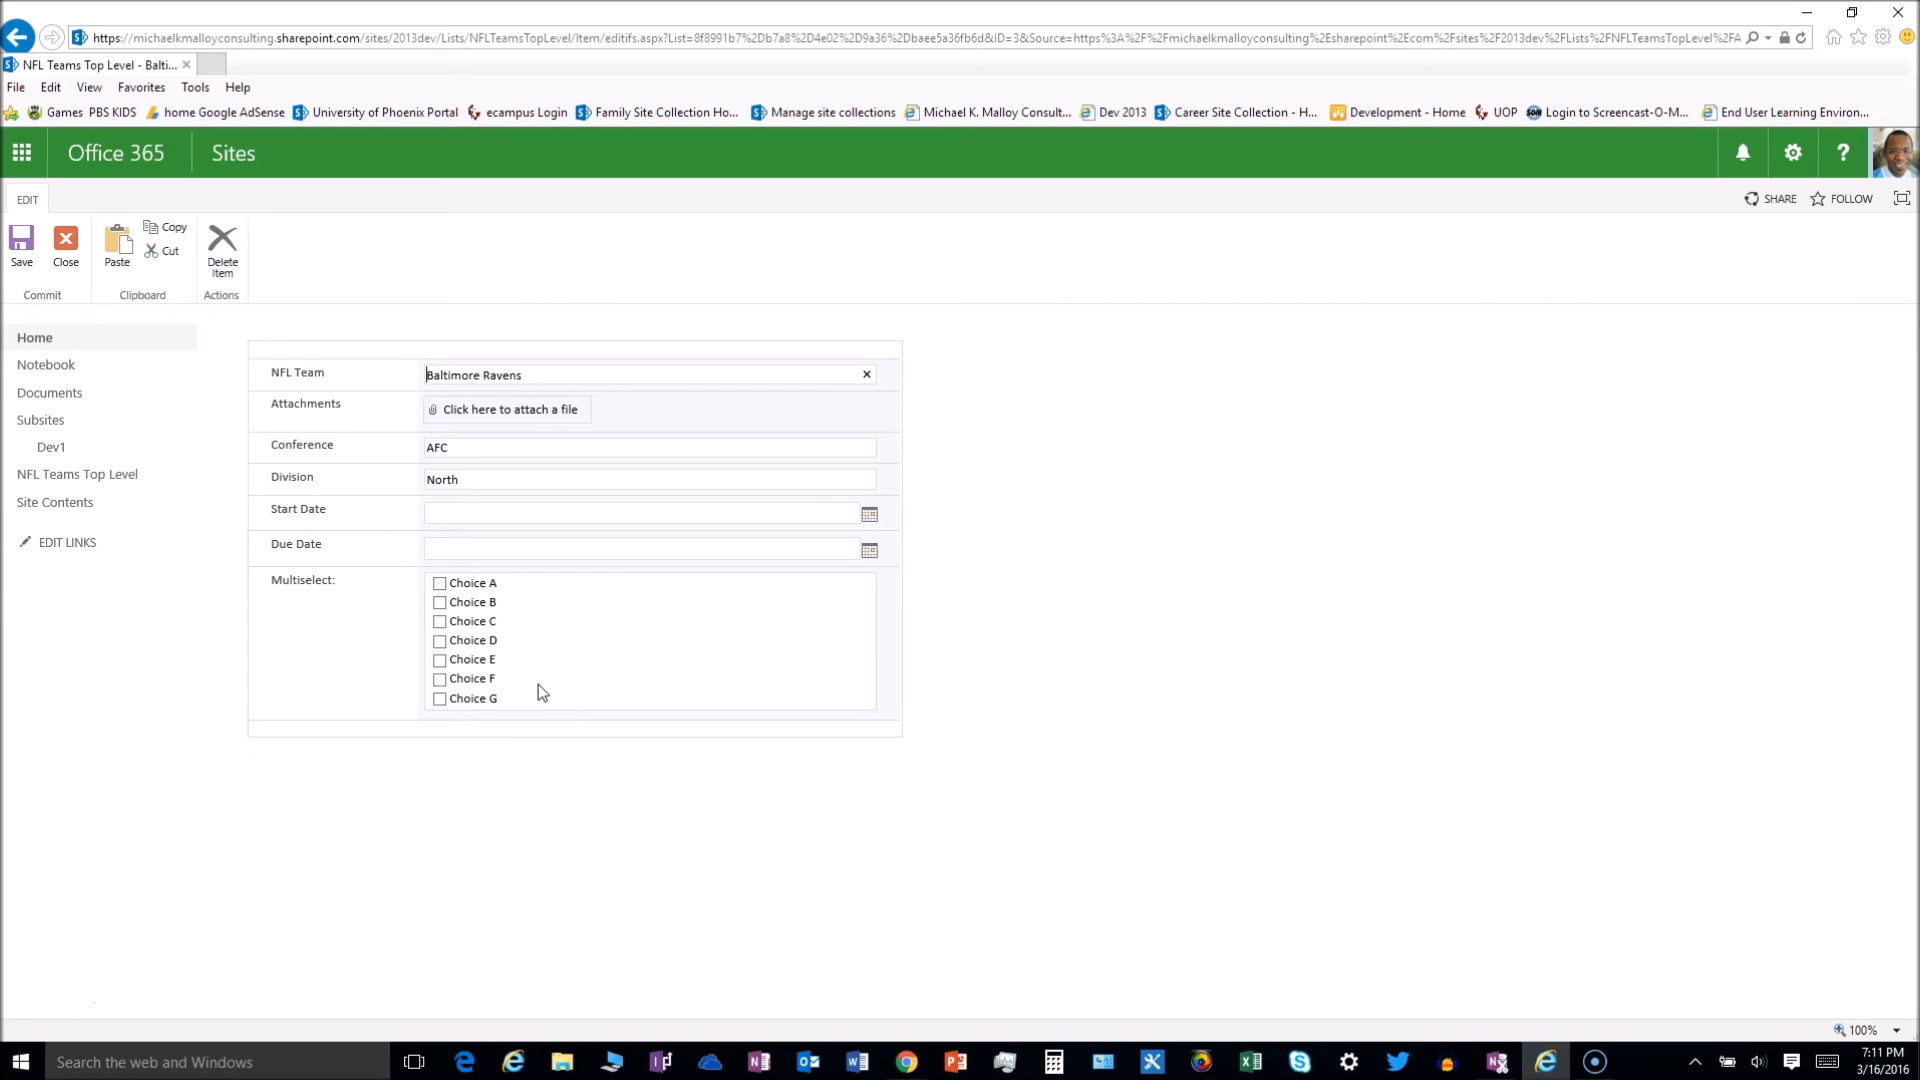 https://michaelkmalloyconsulting.sharepoint.com/sites/2013dev/Lists/NFLTeamsTopLevel/Item/editifs.aspx?List=8f8991b7%2Db7a8%2D4e02%2D9a36%2Dbaee5a36fb6d&ID=3&Source=https%3A%2F%2Fmichaelkmalloyconsulting%2Esharepoint%2Ecom%2Fsites%2F2013dev%2FLists%2FNFLTeamsTopLevel%2FA
NFL Teams Top Level - Balti...
File Edit View Favorites Tools Help
Games PBS KIDS home Google AdSense University of Phoenix Portal ecampus Login Family Site Collection Ho... Manage site collections Michael K. Malloy Consult... Dev 2013 Career Site Collection - H... Development - Home UOP Login to Screencast-O-M... End User Learning Environ...
Office 365 Sites
EDIT SHARE FOLLOW
Save Close Paste Copy Cut Delete Item
Commit Clipboard Actions
Home
Notebook
Documents
Subsites
Dev1
NFL Teams Top Level
Site Contents
EDIT LINKS
NFL Team Baltimore Ravens
Attachments Click here to attach a file
Conference AFC
Division North
Start Date
Due Date
Multiselect: Choice A
Choice B
Choice C
Choice D
Choice E
Choice F
Choice G
100%
Search the web and Windows
7:11 PM
3/16/2016